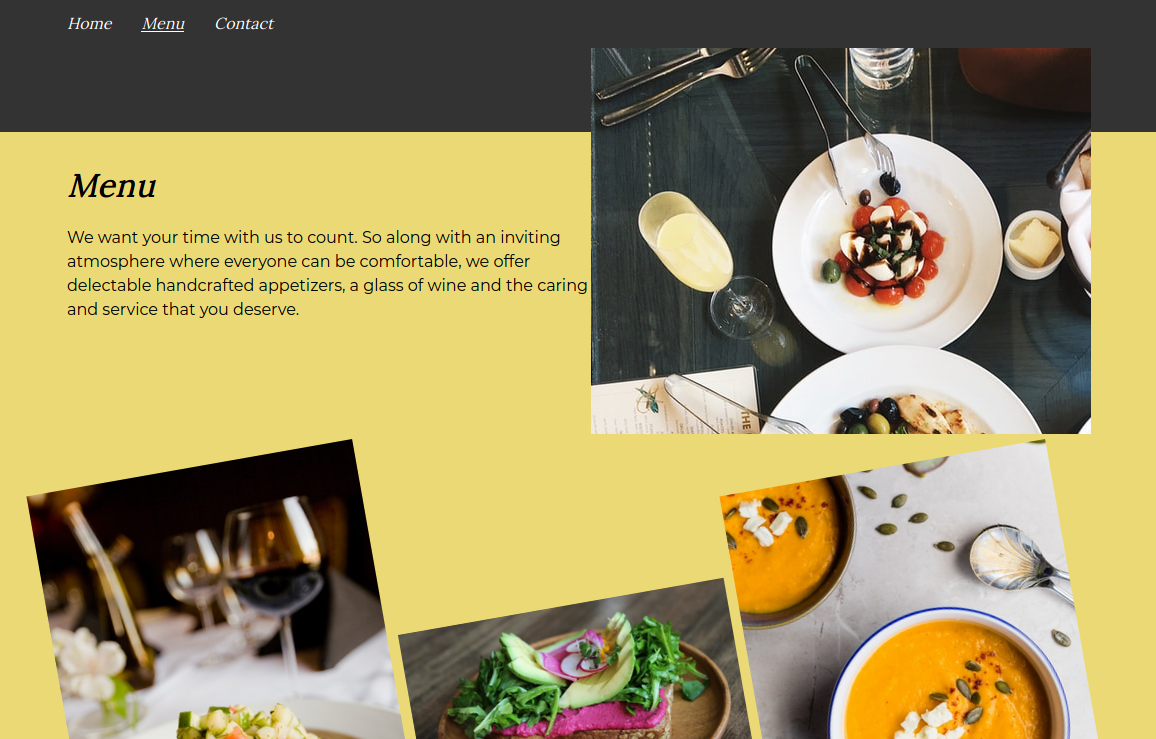 Home Menu Contact
Menu
We want your time with us to count. So along with an inviting
atmosphere where everyone can be comfortable, we offer
delectable handcrafted appetizers, a glass of wine and the caring
and service that you deserve.
THE